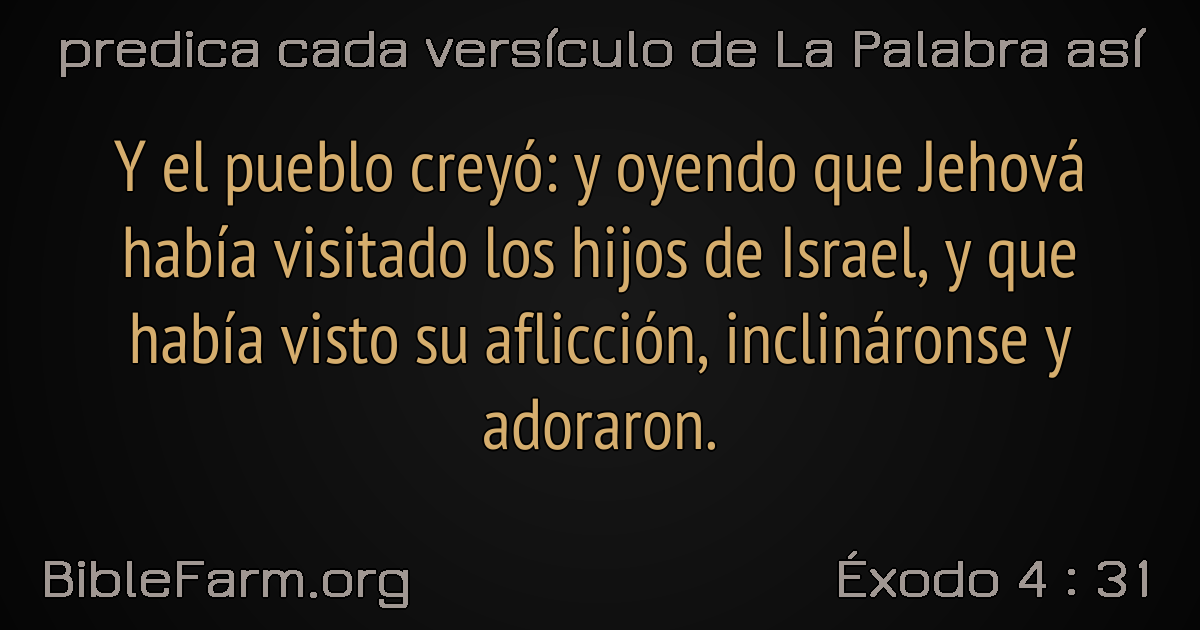 predica cada versículo de La Palabra así
Y el pueblo creyó: y oyendo que Jehová
había visitado los hijos de Israel, y que
había visto su aflicción, inclináronse y
adoraron.
BibleFarm.org
Éxodo 4 : 31